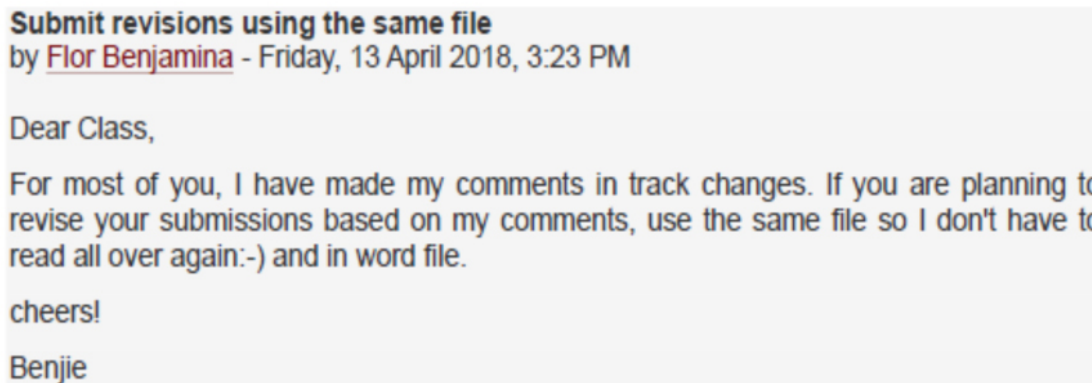 Submit revisions using the same file
by Flor Benjamina - Friday, 13 April 2018, 3:23 PM
Dear Class,
For most of you, I have made my comments in track changes. If you are planning to
revise your submissions based on my comments, use the same file so I don't have to
read all over again:-) and in word file.
cheers!
Benjie